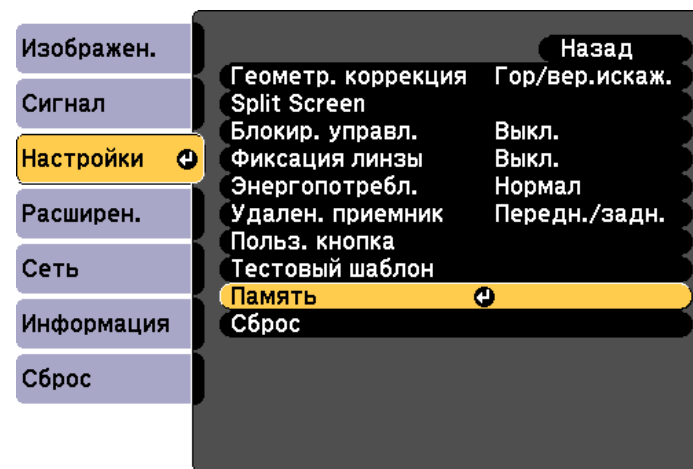 Изображен.
Сигнал
Настройки
Расширен.
Сеть
Информация
Сброс
Назад
Геометр. коррекция Гор/вер.искаж.
Split Screen
Блокир. управл. Выкл.
Фиксация линзы Выкл.
Энергопотребл. Нормал
Удален. приемник Передн./задн.
Польз. кнопка
Тестовый шаблон
Память
Сброс